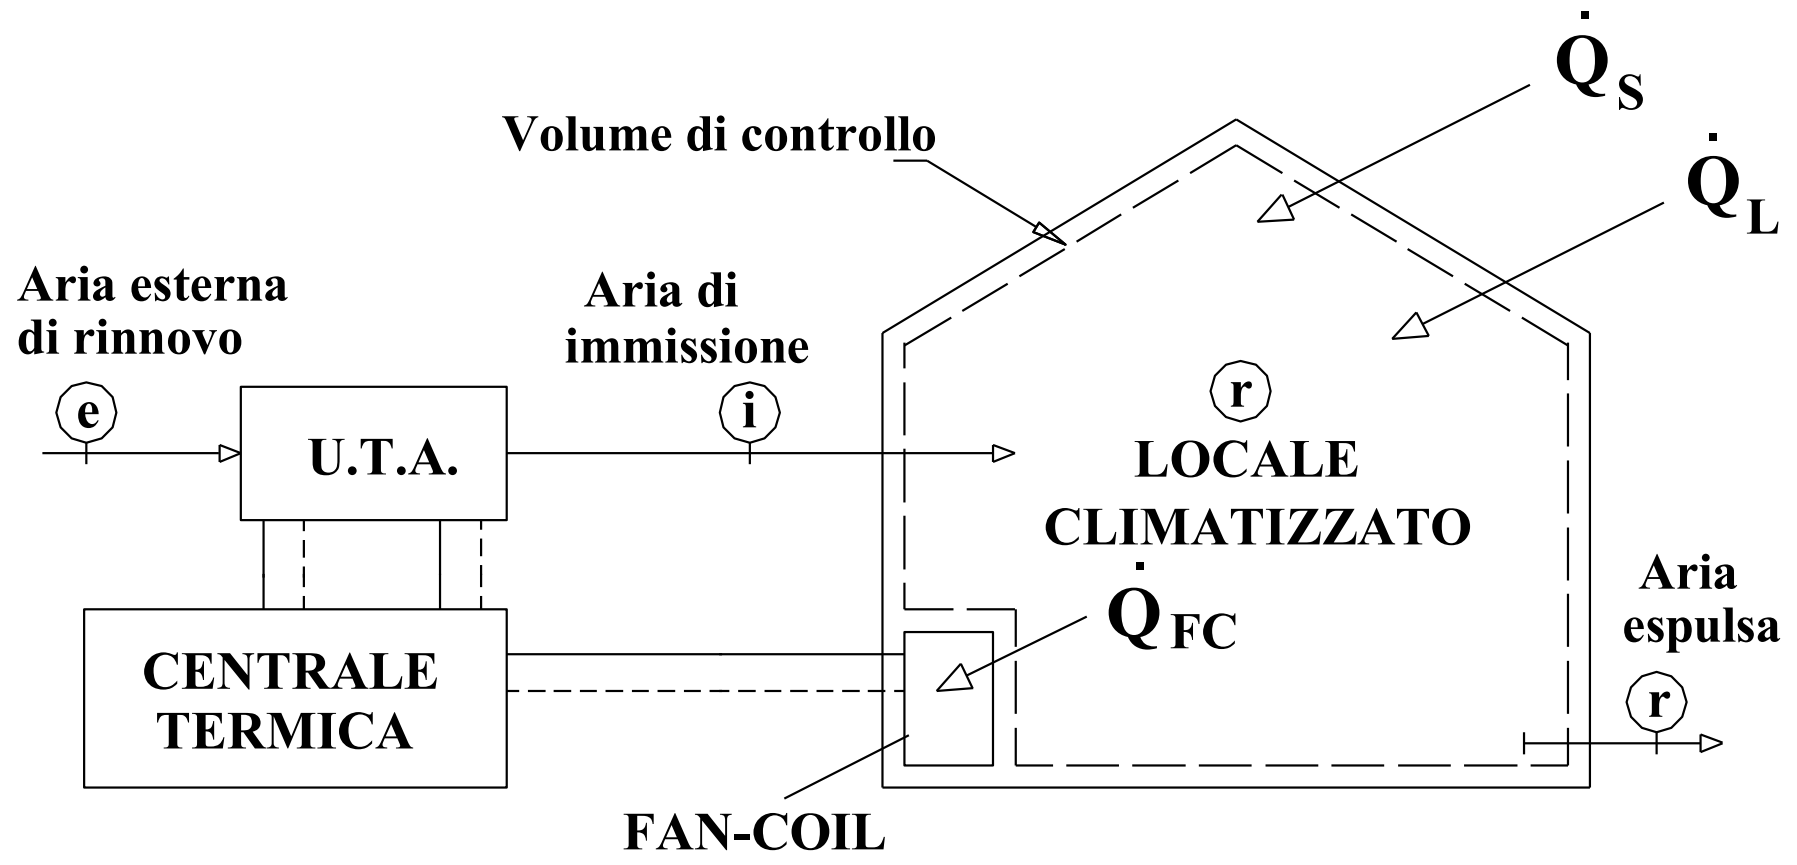 Q̇S
Volume di controllo
Q̇L
Aria esterna
di rinnovo
Aria di
immissione
e
i
r
U.T.A.
LOCALE
CLIMATIZZATO
Aria
espulsa
Q̇FC
r
CENTRALE
TERMICA
FAN-COIL